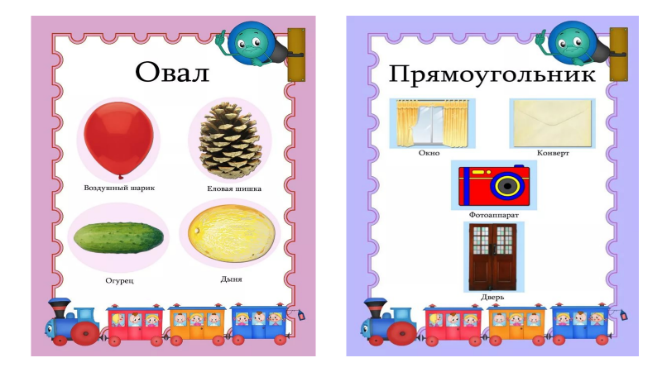 Овал
Воздушный шарик
Еловая шишка
Огурец
Дыня
Прямоугольник
Окно
Конверт
Фотоаппарат
Дверь